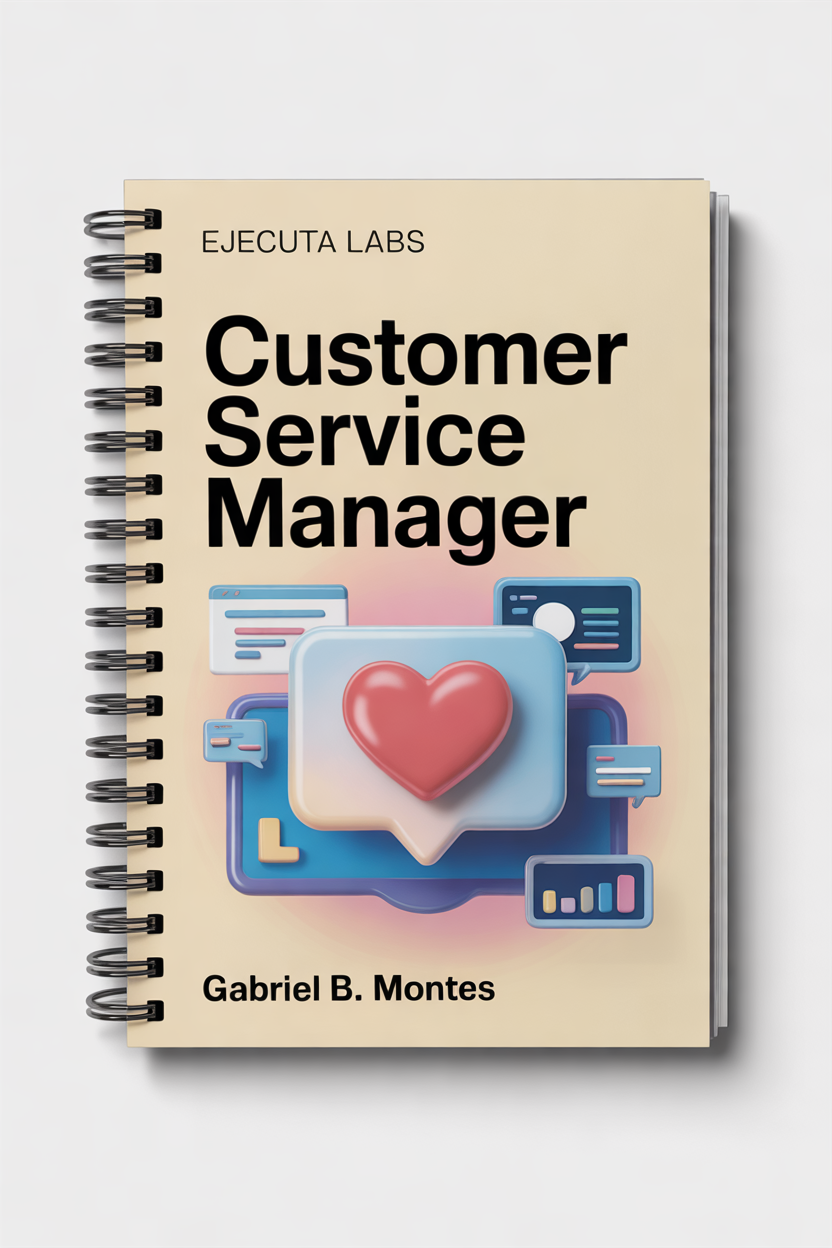 EJECUTA LABS
Customer
Service
Manager
Gabriel B. Montes